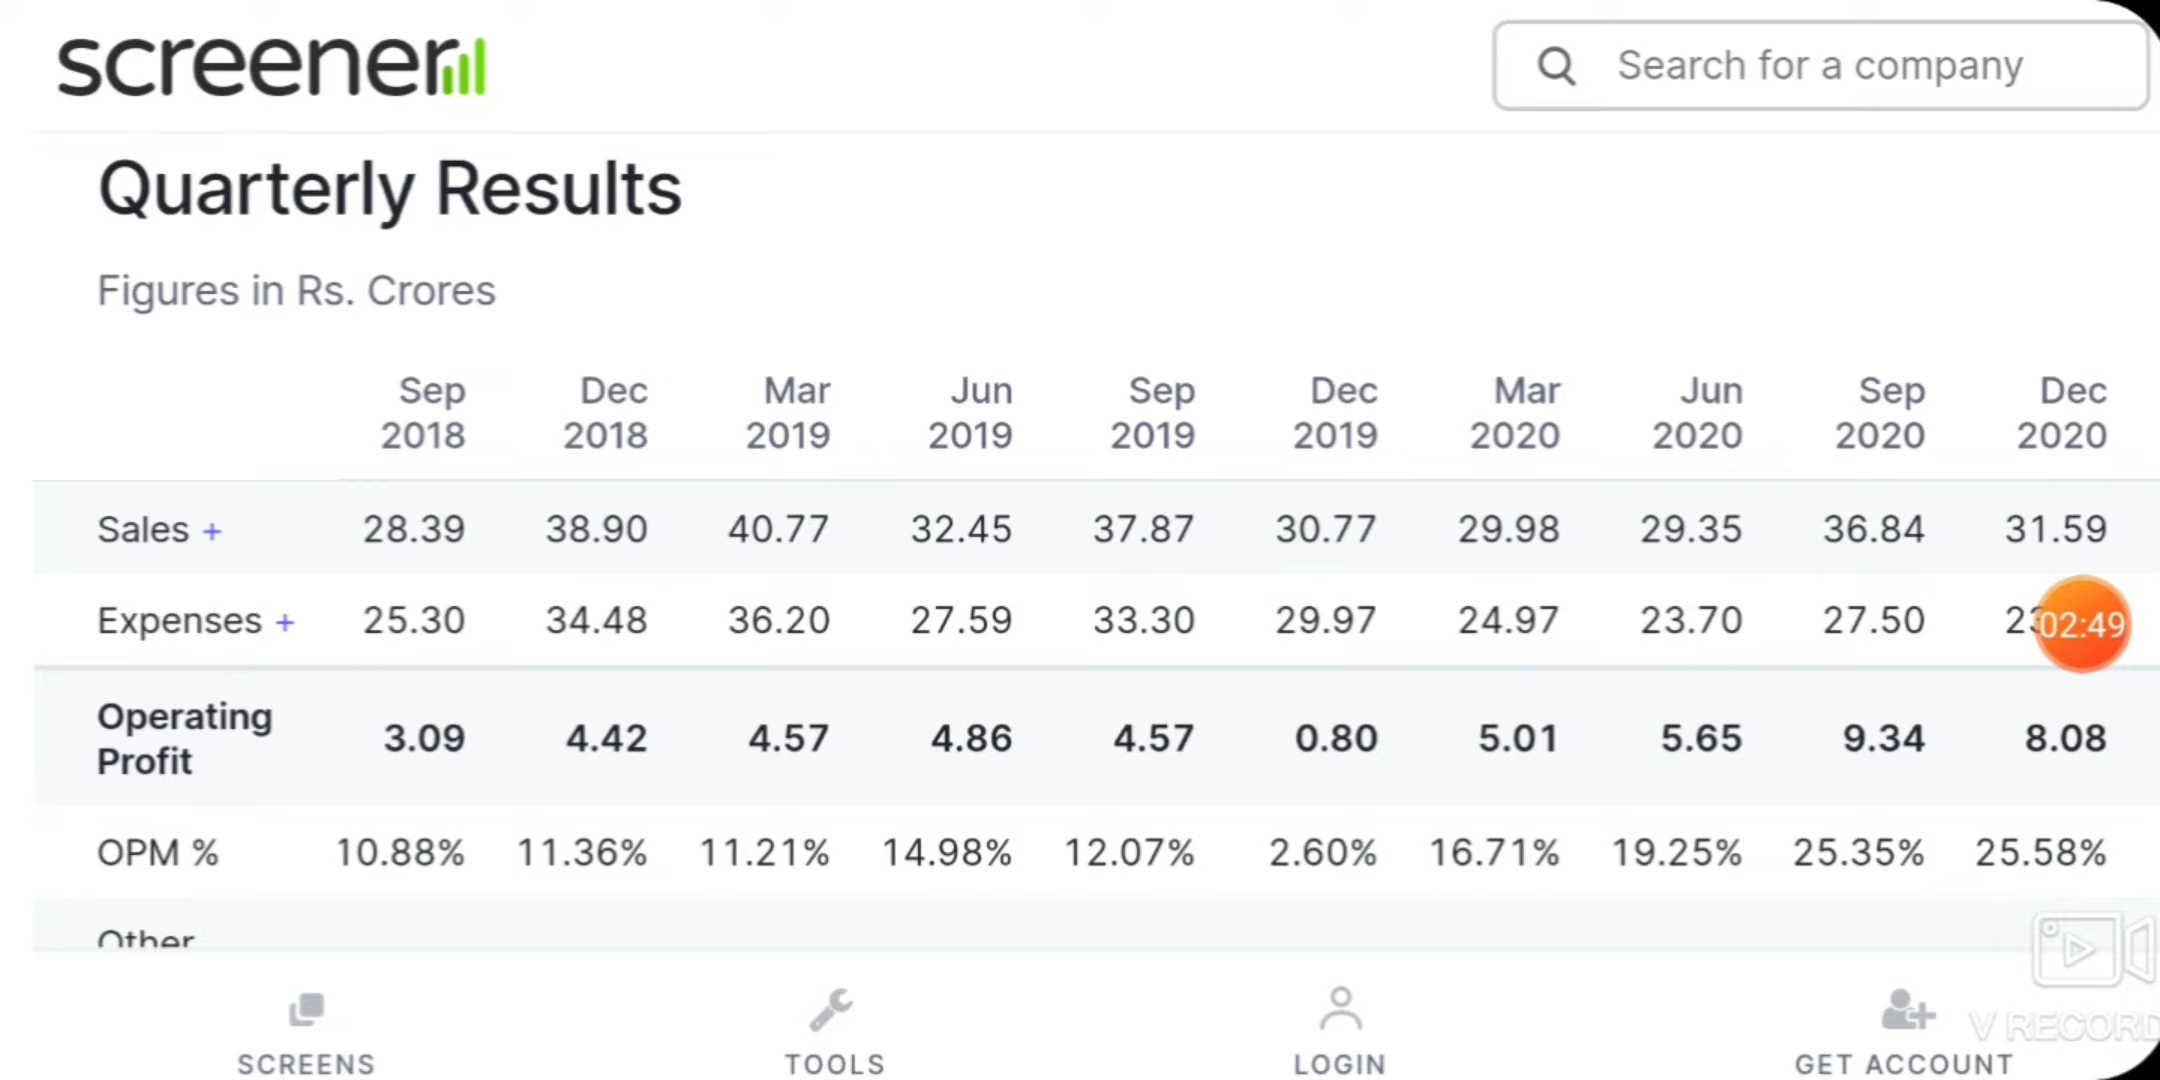 screener
Search for a company
Quarterly Results
Figures in Rs. Crores
Sep Dec Mar Jun Sep Dec Mar Jun Sep Dec
2018 2018 2019 2019 2019 2019 2020 2020 2020 2020
Sales + 28.39 38.90 40.77 32.45 37.87 30.77 29.98 29.35 36.84 31.59
Expenses + 25.30 34.48 36.20 27.59 33.30 29.97 24.97 23.70 27.50
02:49
Operating
Profit 3.09 4.42 4.57 4.86 4.57 0.80 5.01 5.65 9.34 8.08
OPM % 10.88% 11.36% 11.21% 14.98% 12.07% 2.60% 16.71% 19.25% 25.35% 25.58%
Other
V RECORD
SCREENS TOOLS LOGIN GET ACCOUNT